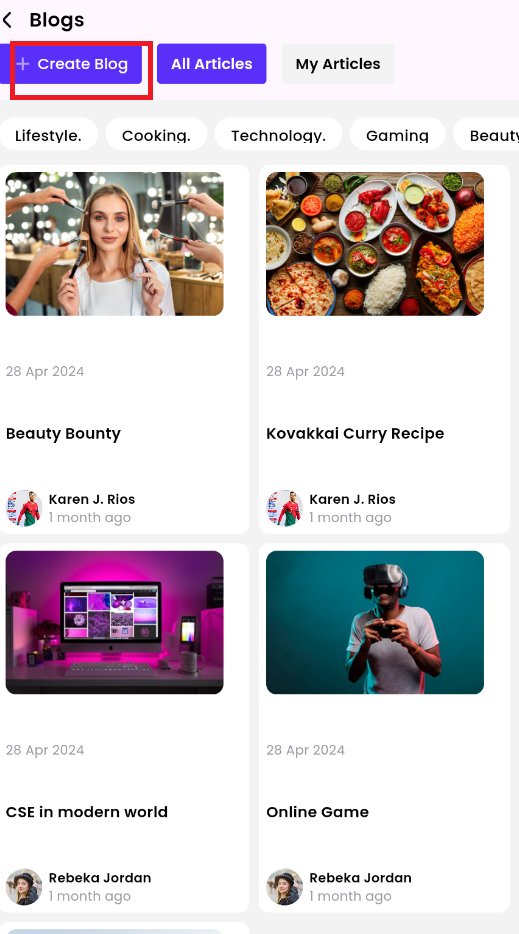 Blogs
+ Create Blog
All Articles
My Articles
Lifestyle.
Cooking.
Technology.
Gaming
Beauty
28 Apr 2024
Beauty Bounty
Karen J. Rios
1 month ago
28 Apr 2024
Kovakkai Curry Recipe
Karen J. Rios
1 month ago
28 Apr 2024
CSE in modern world
Rebeka Jordan
1 month ago
28 Apr 2024
Online Game
Rebeka Jordan
1 month ago